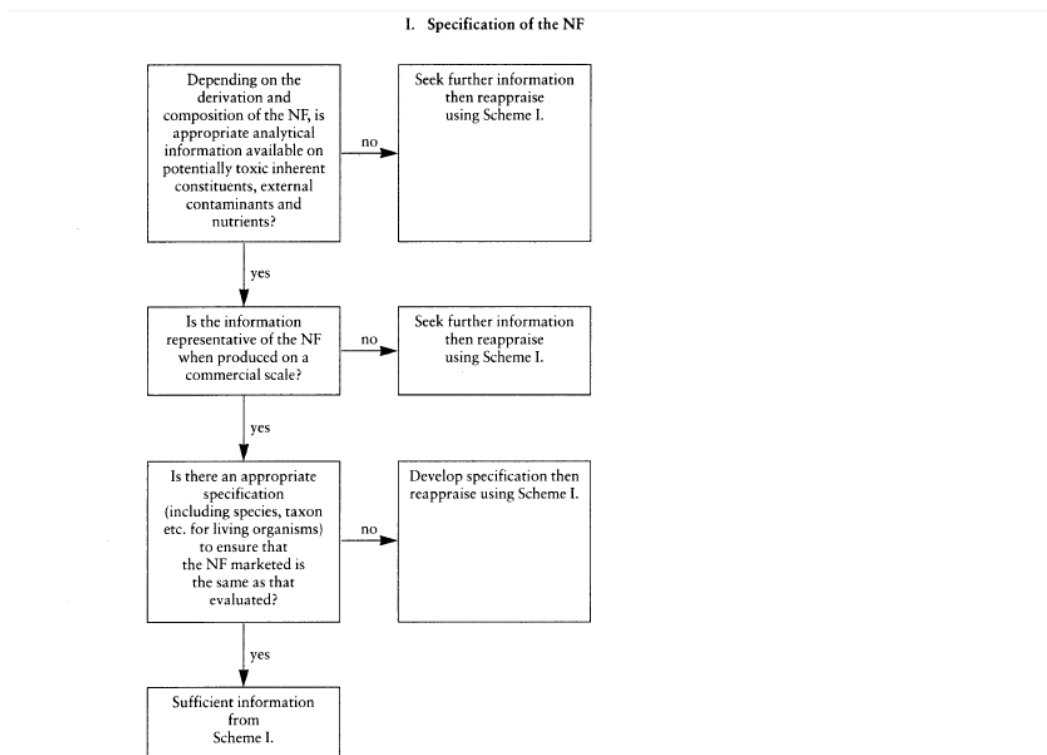 I. Specification of the NF
Depending on the
derivation and
composition of the NF, is
appropriate analytical
information available on
potentially toxic inherent
constituents, external
contaminants and
nutrients?
no
Seek further information
then reappraise
using Scheme I.
yes
Is the information
representative of the NF
when produced on a
commercial scale?
no
Seek further information
then reappraise
using Scheme I.
yes
Is there an appropriate
specification
(including species, taxon
etc. for living organisms)
to ensure that
the NF marketed is
the same as that
evaluated?
no
Develop specification then
reappraise using Scheme I.
yes
Sufficient information
from
Scheme I.